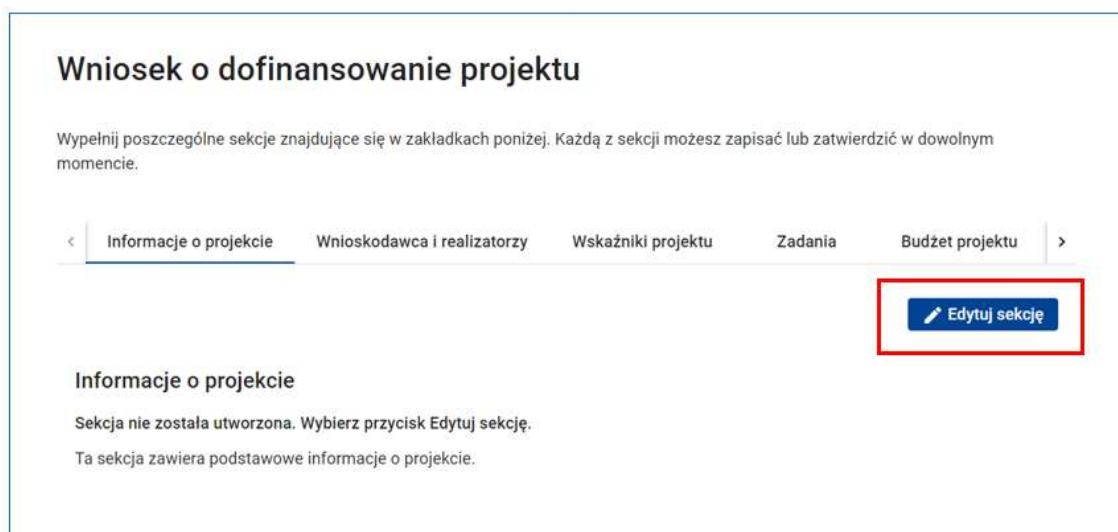 Wniosek o dofinansowanie projektu
Wypełnij poszczególne sekcje znajdujące się w zakładkach poniżej. Każdą z sekcji możesz zapisać lub zatwierdzić w dowolnym
momencie.
< Informacje o projekcie Wnioskodawca i realizatorzy Wskaźniki projektu Zadania Budżet projektu >
Edytuj sekcję
Informacje o projekcie
Sekcja nie została utworzona. Wybierz przycisk Edytuj sekcję.
Ta sekcja zawiera podstawowe informacje o projekcie.